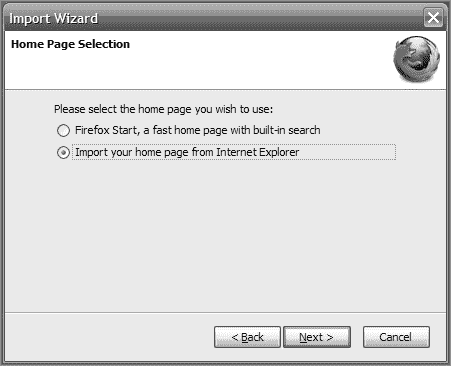 Import Wizard
Home Page Selection
Please select the home page you wish to use:
Firefox Start, a fast home page with built-in search
Import your home page from Internet Explorer
< Back
Next >
Cancel